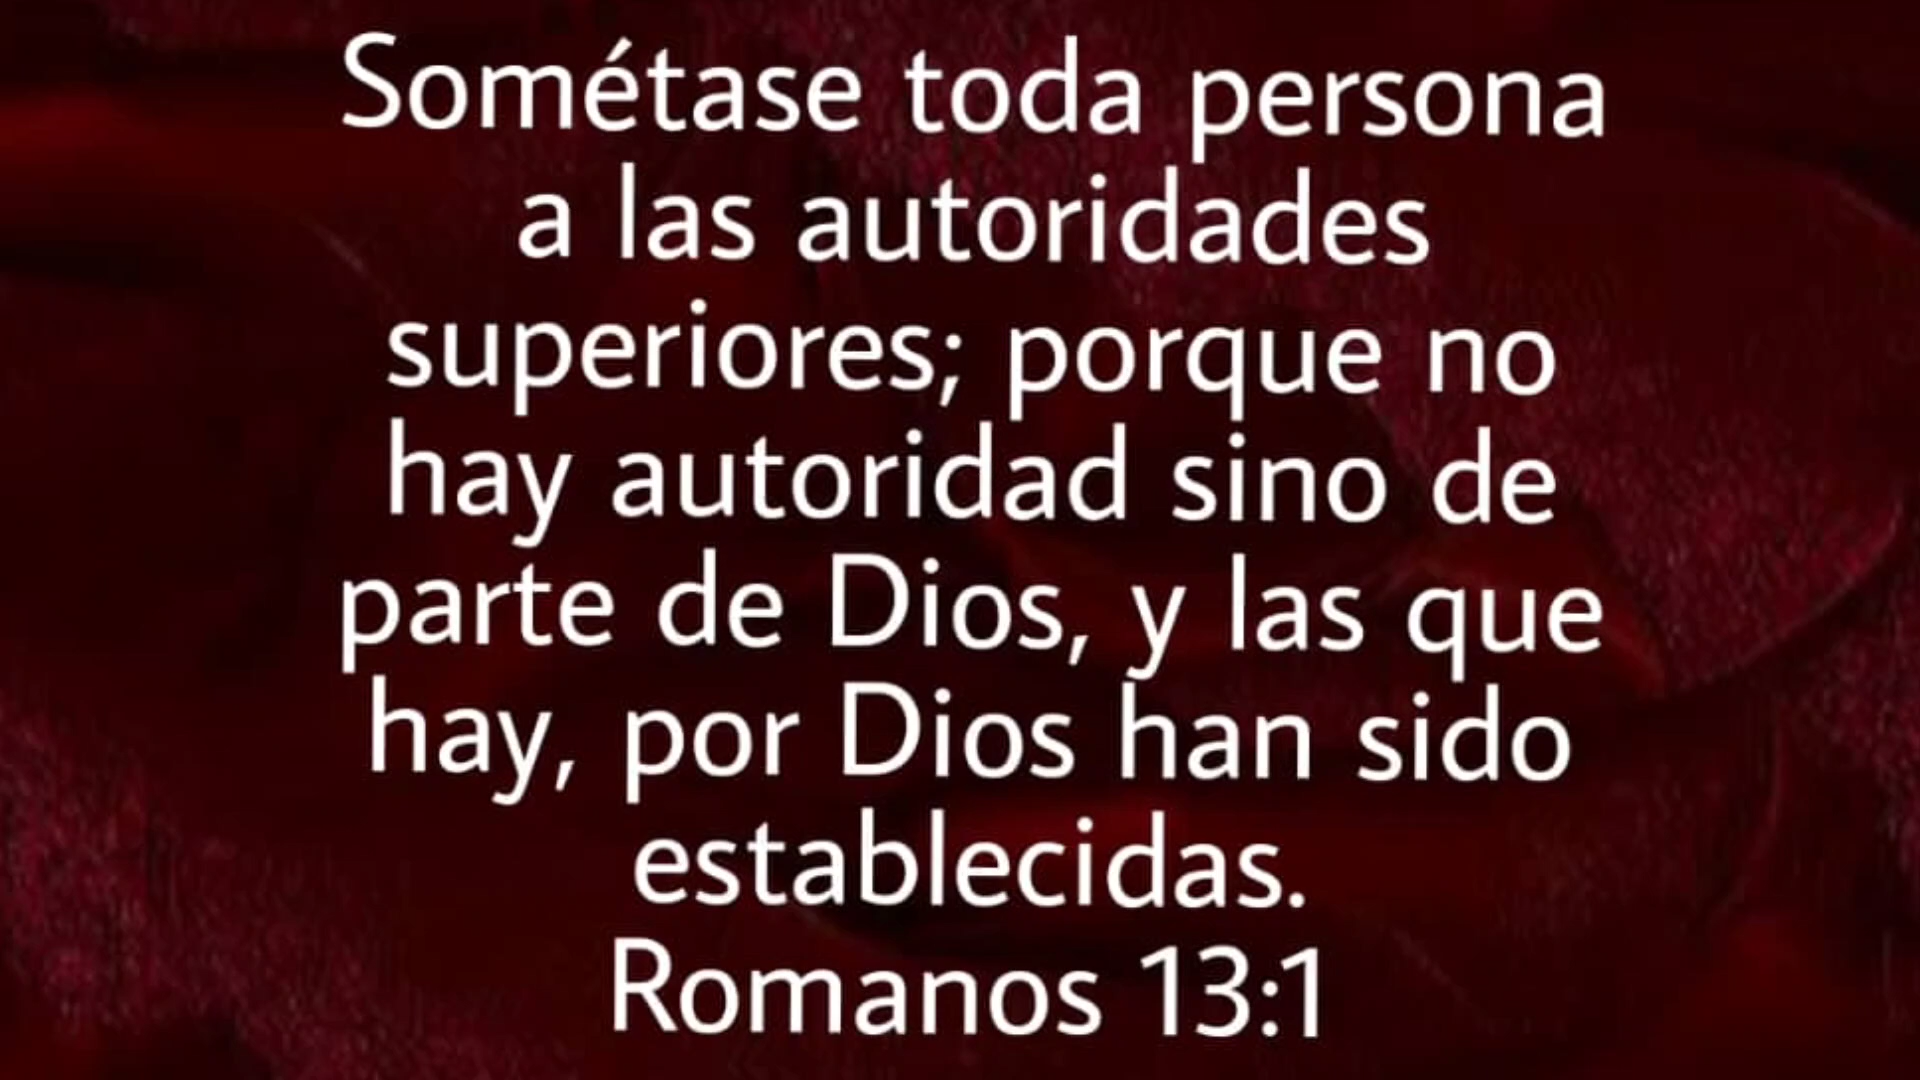 Sométase toda persona
a las autoridades
superiores; porque no
hay autoridad sino de
parte de Dios, y las que
hay, por Dios han sido
establecidas.
Romanos 13:1